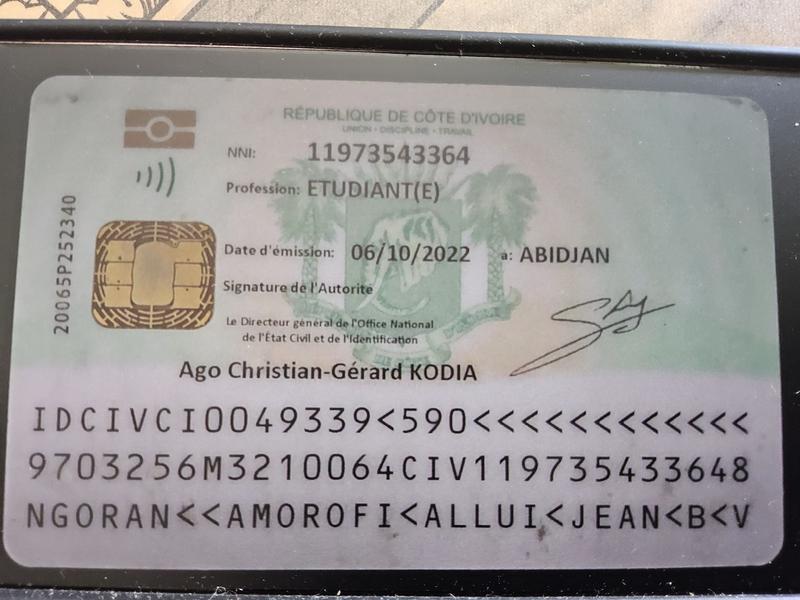 RÉPUBLIQUE DE CÔTE D'IVOIRE
UNION - DISCIPLINE - TRAVAIL
NNI: 11973543364
Profession: ETUDIANT(E)
Date d'émission: 06/10/2022 à: ABIDJAN
Signature de l'Autorité
Le Directeur général de l'Office National
de l'État Civil et de l'Identification
Ago Christian-Gérard KODIA
20065P252340
IDCIVCI0049339<590<<<<<<<<<<<<
9703256M3210064CIV119735433648
NGORAN<<AMOROFI<ALLUI<JEAN<B<V